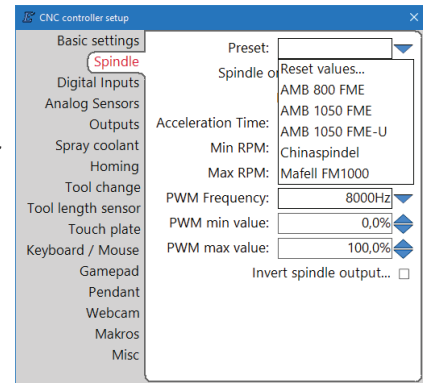 CNC controller setup
Basic settings
Spindle
Digital Inputs
Analog Sensors
Outputs
Spray coolant
Homing
Tool change
Tool length sensor
Touch plate
Keyboard / Mouse
Gamepad
Pendant
Webcam
Makros
Misc
Preset:
Spindle o
Reset values...
AMB 800 FME
AMB 1050 FME
AMB 1050 FME-U
Chinaspindel
Mafell FM1000
Acceleration Time:
Min RPM:
Max RPM:
PWM Frequency: 8000Hz
PWM min value: 0,0%
PWM max value: 100,0%
Invert spindle output...